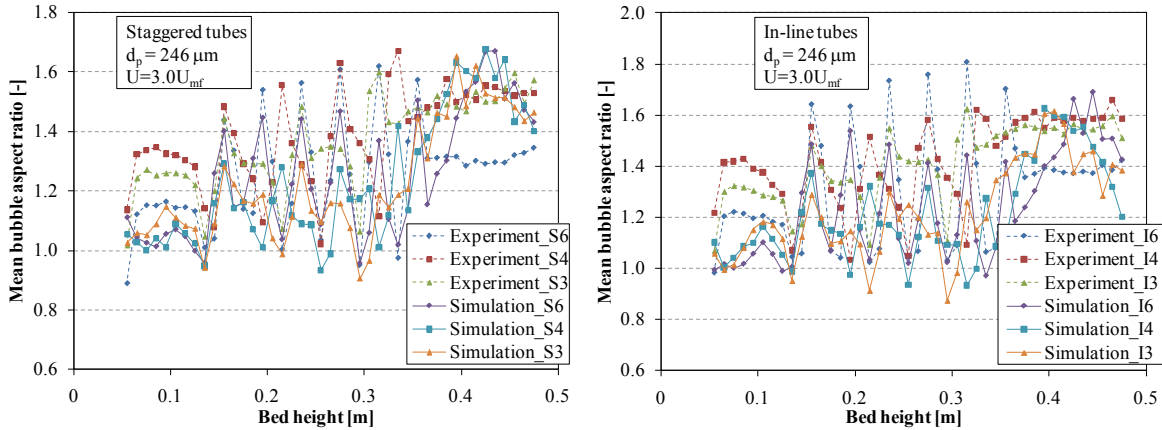 1.8
1.6
1.4
1.2
1.0
0.8
0.6
Mean bubble aspect ratio [-]
Staggered tubes
dp = 246 μm
U=3.0Umf
Experiment_S6
Experiment_S4
Experiment_S3
Simulation_S6
Simulation_S4
Simulation_S3
0 0.1 0.2 0.3 0.4 0.5
Bed height [m]
2.0
1.8
1.6
1.4
1.2
1.0
0.8
0.6
Mean bubble aspect ratio [-]
In-line tubes
dp = 246 μm
U=3.0Umf
Experiment_I6
Experiment_I4
Experiment_I3
Simulation_I6
Simulation_I4
Simulation_I3
0 0.1 0.2 0.3 0.4 0.5
Bed height [m]